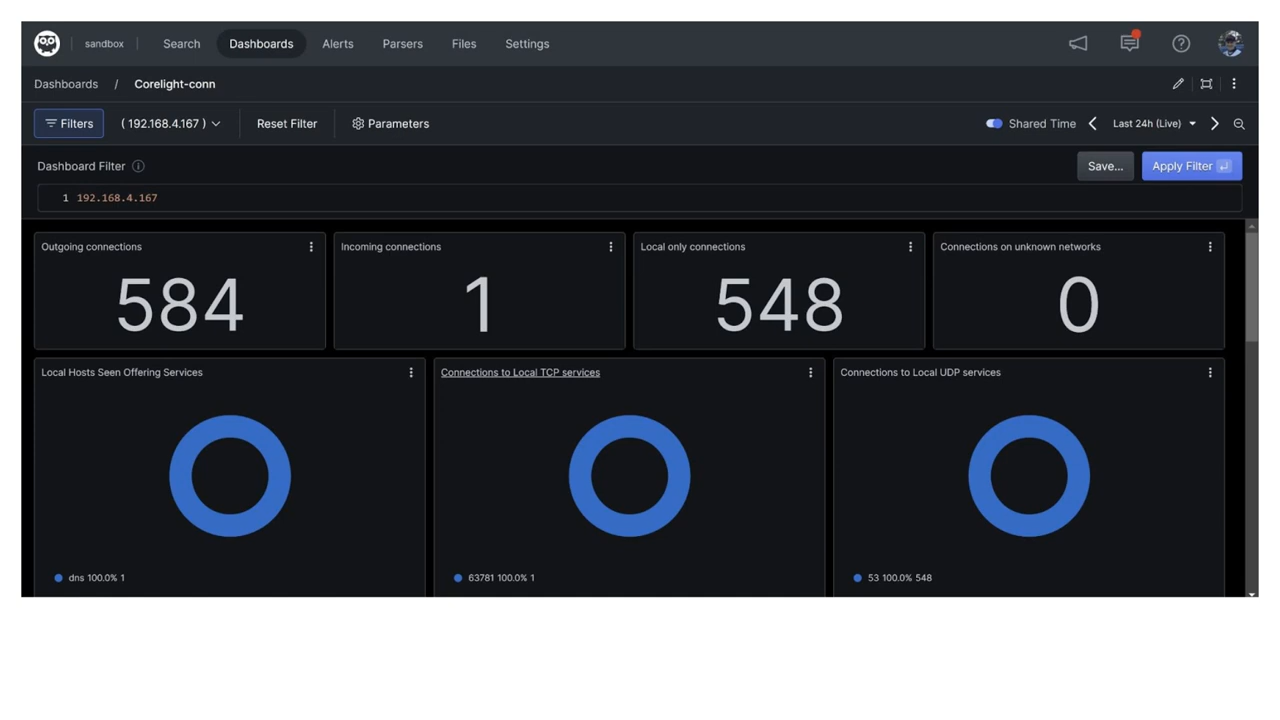 sandbox Search Dashboards Alerts Parsers Files Settings
Dashboards / Corelight-conn
Filters ( 192.168.4.167 ) Reset Filter Parameters Shared Time Last 24h (Live)
Dashboard Filter Save... Apply Filter
1 192.168.4.167
Outgoing connections Incoming connections Local only connections Connections on unknown networks
584 1 548 0
Local Hosts Seen Offering Services Connections to Local TCP services Connections to Local UDP services
dns 100.0% 1 63781 100.0% 1 53 100.0% 548